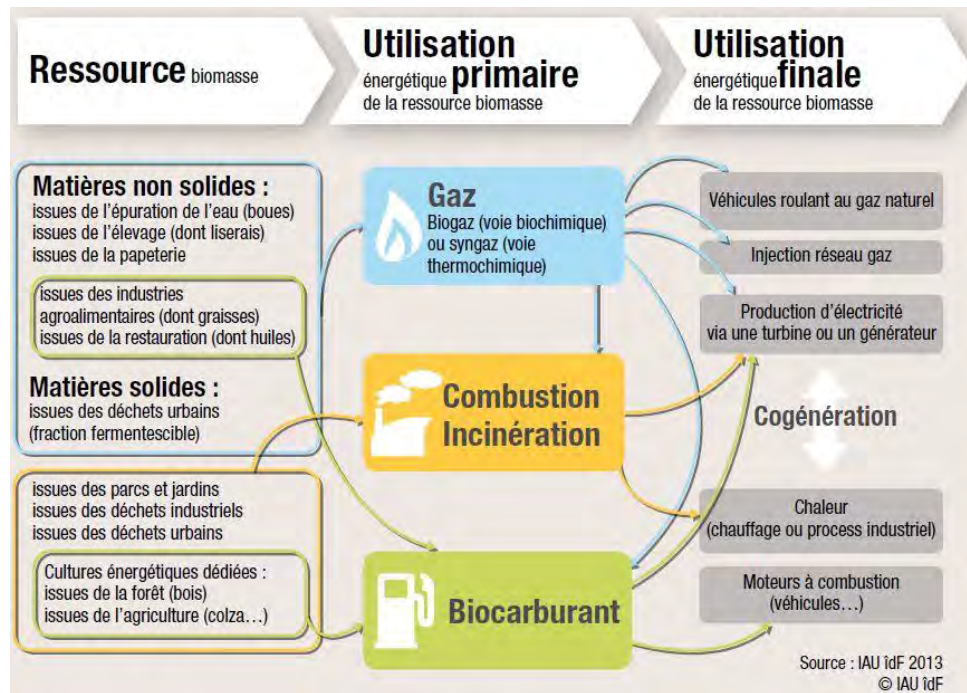 Ressource biomasse
Utilisation
énergétique primaire
de la ressource biomasse
Utilisation
énergétique finale
de la ressource biomasse
Matières non solides :
issues de l'épuration de l'eau (boues)
issues de l'élevage (dont liserais)
issues de la papeterie
issues des industries
agroalimentaires (dont graisses)
issues de la restauration (dont huiles)
Matières solides :
issues des déchets urbains
(fraction fermentescible)
issues des parcs et jardins
issues des déchets industriels
issues des déchets urbains
Cultures énergétiques dédiées :
issues de la forêt (bois)
issues de l'agriculture (colza…)
Gaz
Biogaz (voie biochimique)
ou syngaz (voie
thermochimique)
Combustion
Incinération
Biocarburant
Véhicules roulant au gaz naturel
Injection réseau gaz
Production d'électricité
via une turbine ou un générateur
Cogénération
Chaleur
(chauffage ou process industriel)
Moteurs à combustion
(véhicules…)
Source : IAU îdF 2013
© IAU îdF